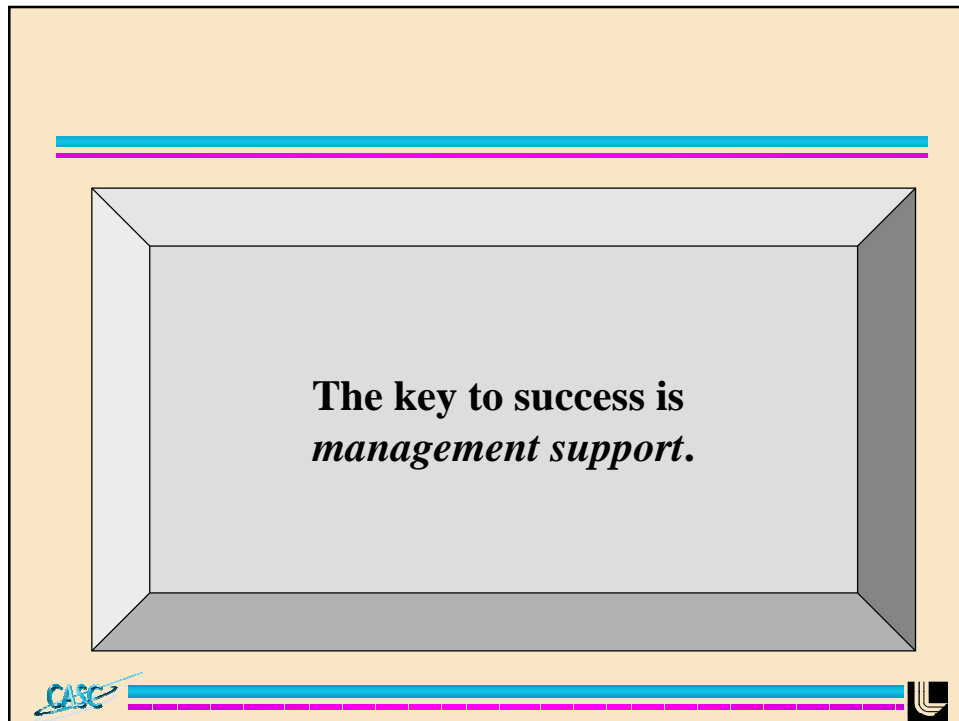 The key to success is
management support.
CASC